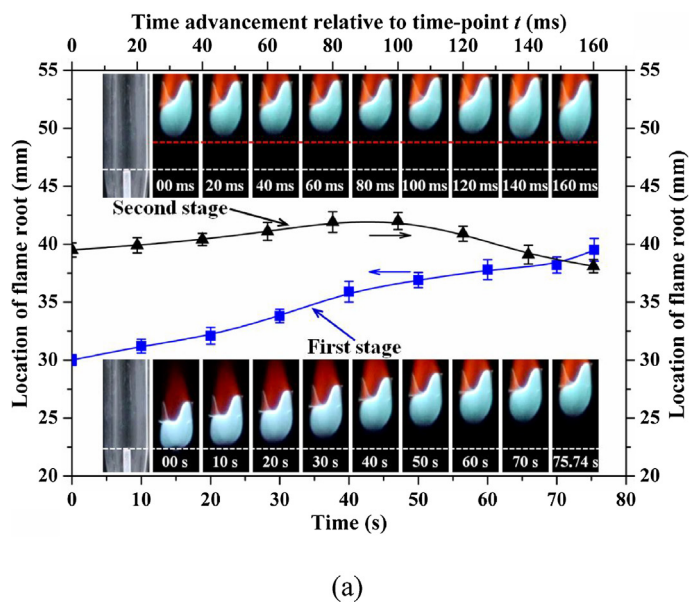 Time advancement relative to time-point t (ms)
0 20 40 60 80 100 120 140 160
55 50 45 40 35 30 25 20
Location of flame root (mm)
00 ms 20 ms 40 ms 60 ms 80 ms 100 ms 120 ms 140 ms 160 ms
Second stage
First stage
00 s 10 s 20 s 30 s 40 s 50 s 60 s 70 s 75.74 s
55 50 45 40 35 30 25 20
Location of flame root (mm)
0 10 20 30 40 50 60 70 80
Time (s)
(a)